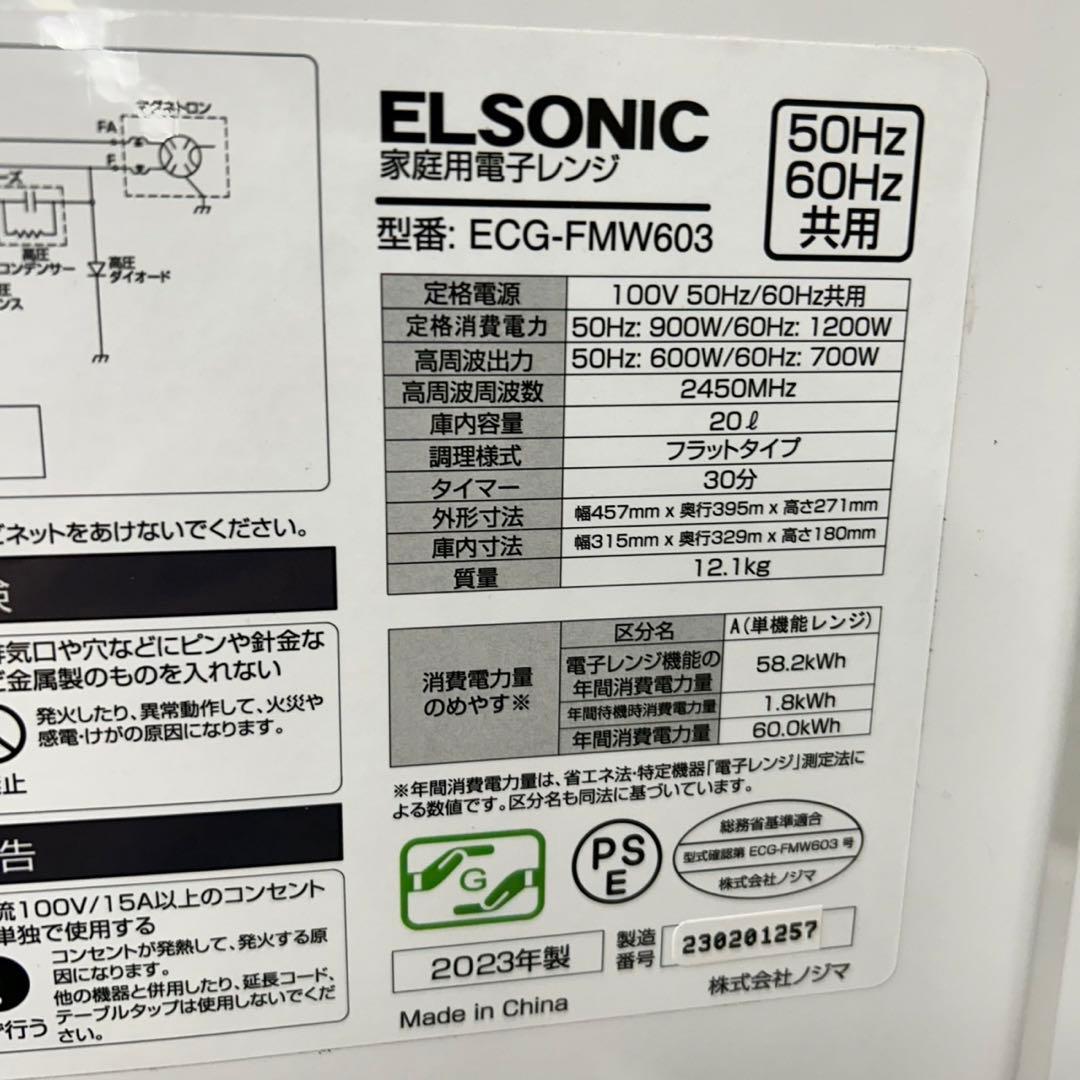 マグネトロン
FA
F
ーズ
高圧
コンデンサー
高圧
ダイオード
圧
ンス
ネットをあけないでください。
険
排気口や穴などにピンや針金な
ど金属製のものを入れない
発火したり、異常動作して、火災や
感電・けがの原因になります。
禁止
告
流100V/15A以上のコンセント
単独で使用する
コンセントが発熱して、発火する原
因になります。
他の機器と併用したり、延長コード、
テーブルタップは使用しないでくだ
さい。
行う
ELSONIC
家庭用電子レンジ
型番: ECG-FMW603
50Hz
60Hz
共用
定格電源 100V 50Hz/60Hz共用
定格消費電力 50Hz: 900W/60Hz: 1200W
高周波出力 50Hz: 600W/60Hz: 700W
高周波周波数 2450MHz
庫内容量 20ℓ
調理様式 フラットタイプ
タイマー 30分
外形寸法 幅457mm x 奥行395m x 高さ271mm
庫内寸法 幅315mm x 奥行329m x 高さ180mm
質量 12.1kg
消費電力量
のめやす※
区分名 A(単機能レンジ)
電子レンジ機能の
年間消費電力量 58.2kWh
年間待機時消費電力量 1.8kWh
年間消費電力量 60.0kWh
※年間消費電力量は、省エネ法・特定機器「電子レンジ」測定法に
よる数値です。区分名も同法に基づいています。
G
PS
E
総務省基準適合
型式確認第 ECG-FMW603 号
株式会社ノジマ
2023年製
製造
番号
230201257
Made in China
株式会社ノジマ